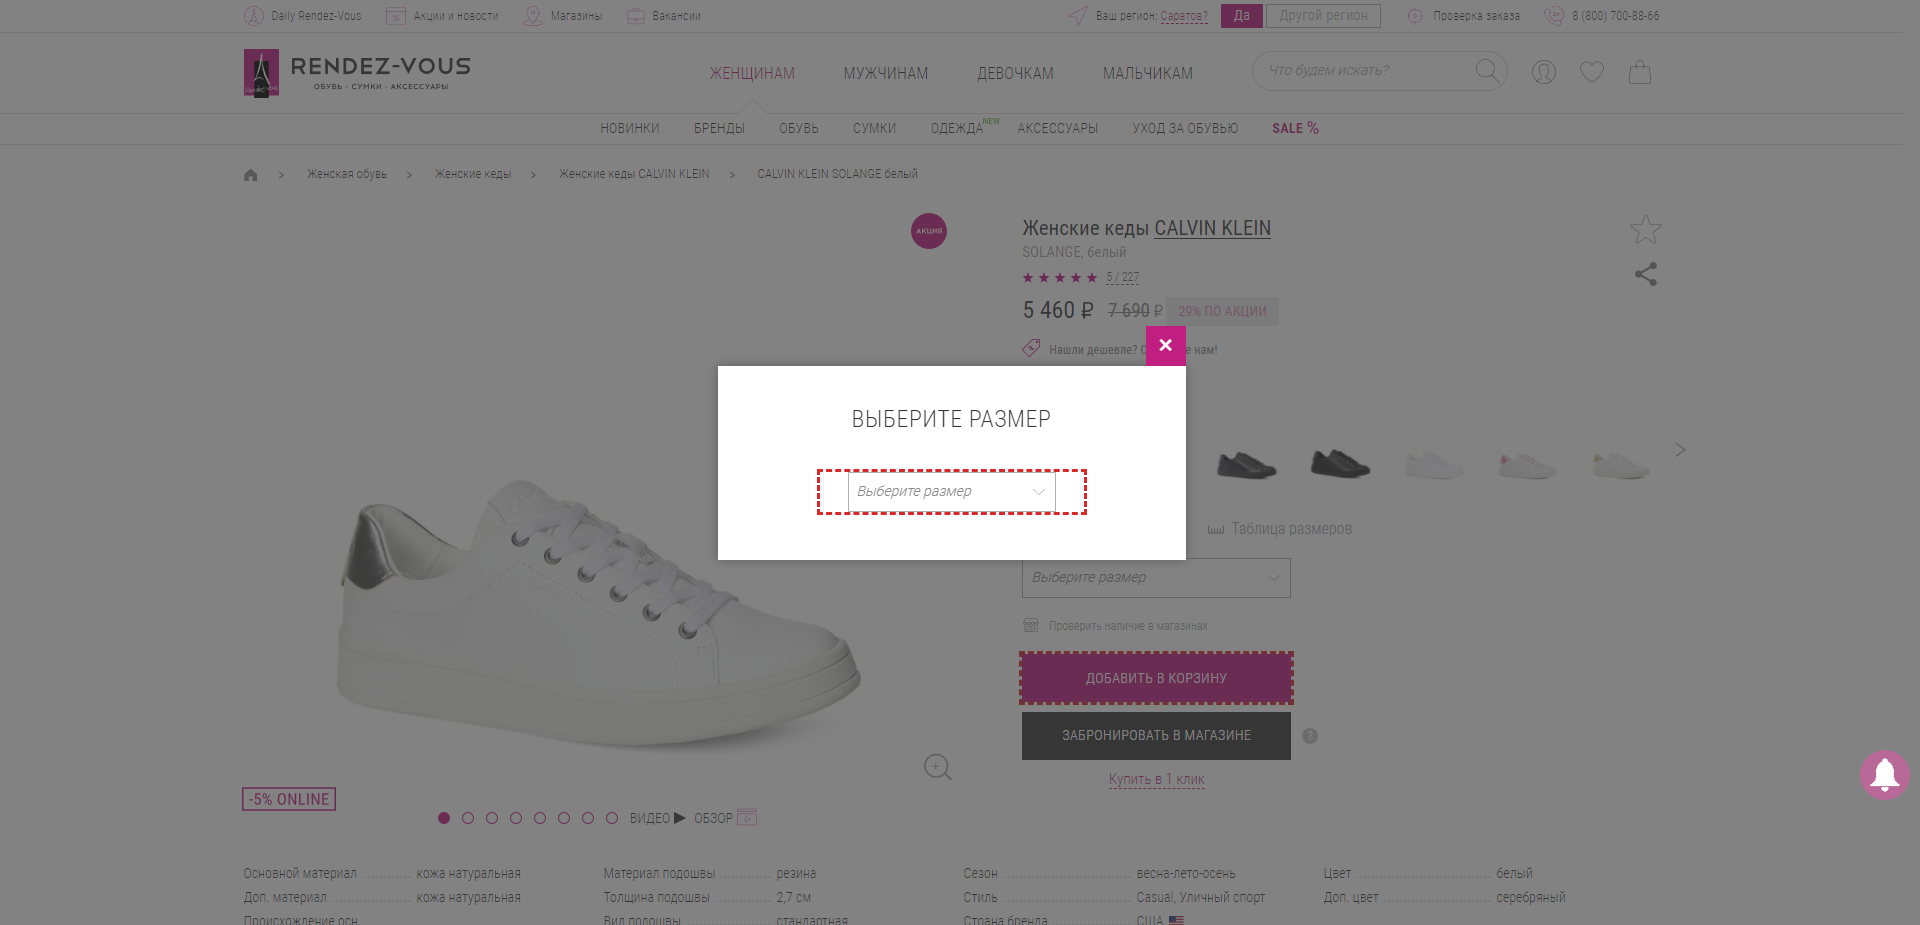 Daily Rendez-Vous
Акции и новости
Магазины
Вакансии
Ваш регион: Саратов?
Да
Другой регион
Проверка заказа
8 (800) 700-88-66
RENDEZ-VOUS
ОБУВЬ · СУМКИ · АКСЕССУАРЫ
ЖЕНЩИНАМ
МУЖЧИНАМ
ДЕВОЧКАМ
МАЛЬЧИКАМ
Что будем искать?
НОВИНКИ
БРЕНДЫ
ОБУВЬ
СУМКИ
ОДЕЖДА NEW
АКСЕССУАРЫ
УХОД ЗА ОБУВЬЮ
SALE %
> Женская обувь > Женские кеды > Женские кеды CALVIN KLEIN > CALVIN KLEIN SOLANGE белый
АКЦИЯ
Женские кеды CALVIN KLEIN
SOLANGE, белый
5 / 227
5 460 ₽ 7 690 ₽ 29% ПО АКЦИИ
Нашли дешевле? С е нам!
×
ВЫБЕРИТЕ РАЗМЕР
Выберите размер
Таблица размеров
Выберите размер
Проверить наличие в магазинах
ДОБАВИТЬ В КОРЗИНУ
ЗАБРОНИРОВАТЬ В МАГАЗИНЕ
?
Купить в 1 клик
-5% ONLINE
ВИДЕО ОБЗОР
Основной материал кожа натуральная
Доп. материал кожа натуральная
Происхождение осн.
Материал подошвы резина
Толщина подошвы 2,7 см
Вид подошвы стандартная
Сезон весна-лето-осень
Стиль Casual, Уличный спорт
Страна бренда США
Цвет белый
Доп. цвет серебряный